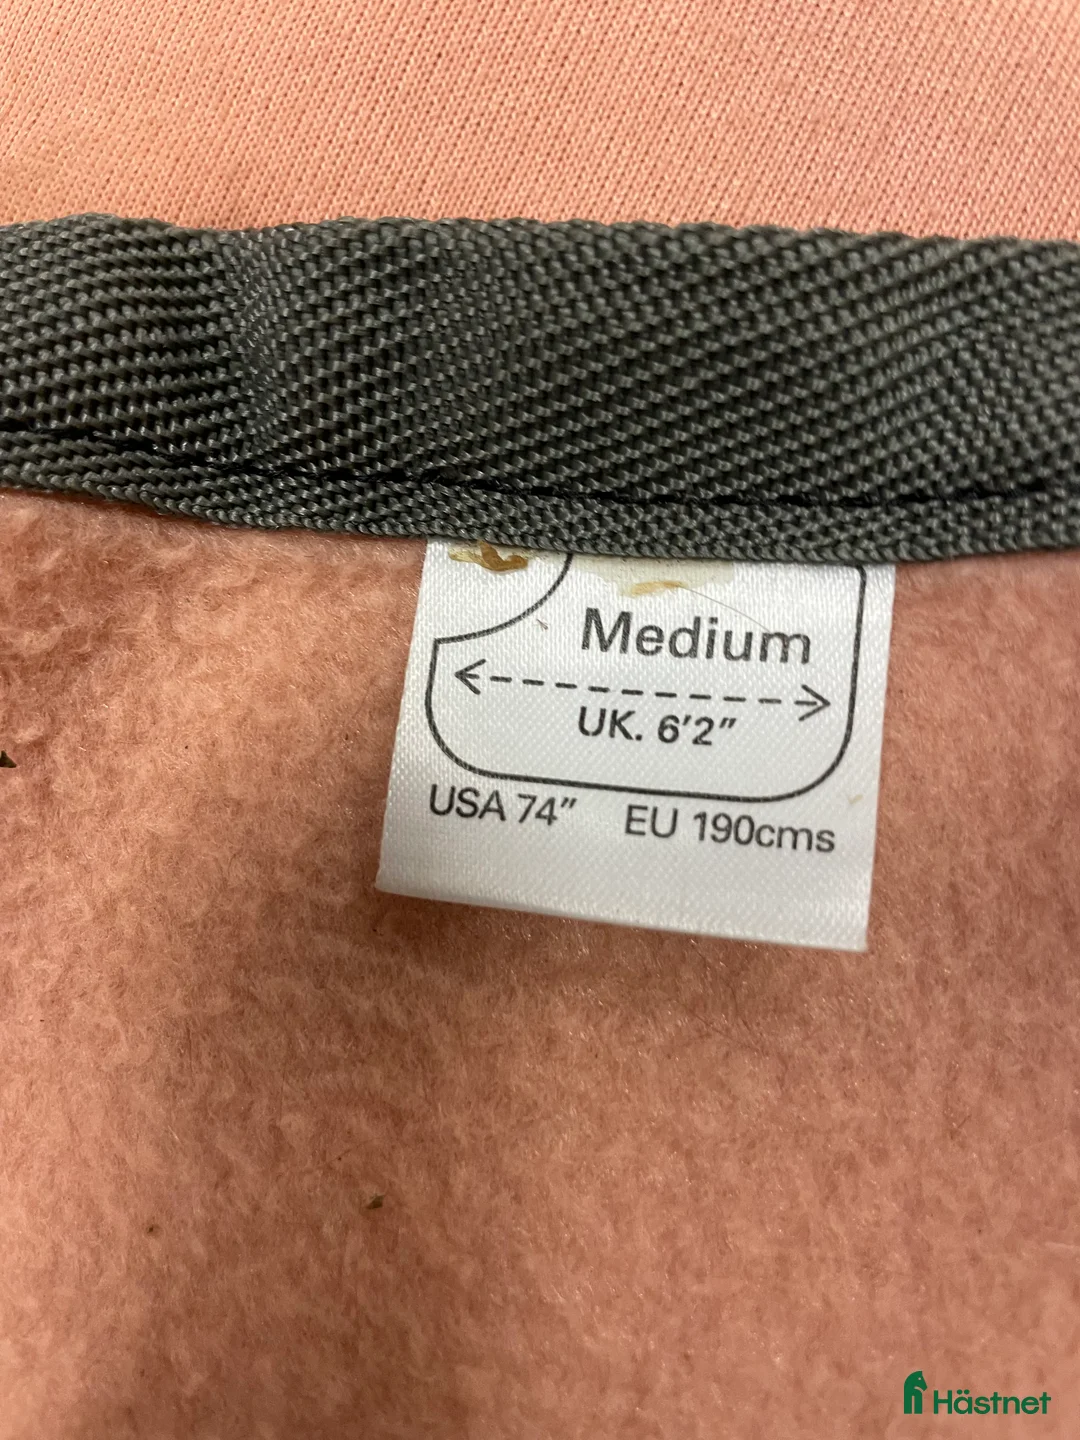 Medium
UK. 6'2"
USA 74" EU 190cms
Hästnet